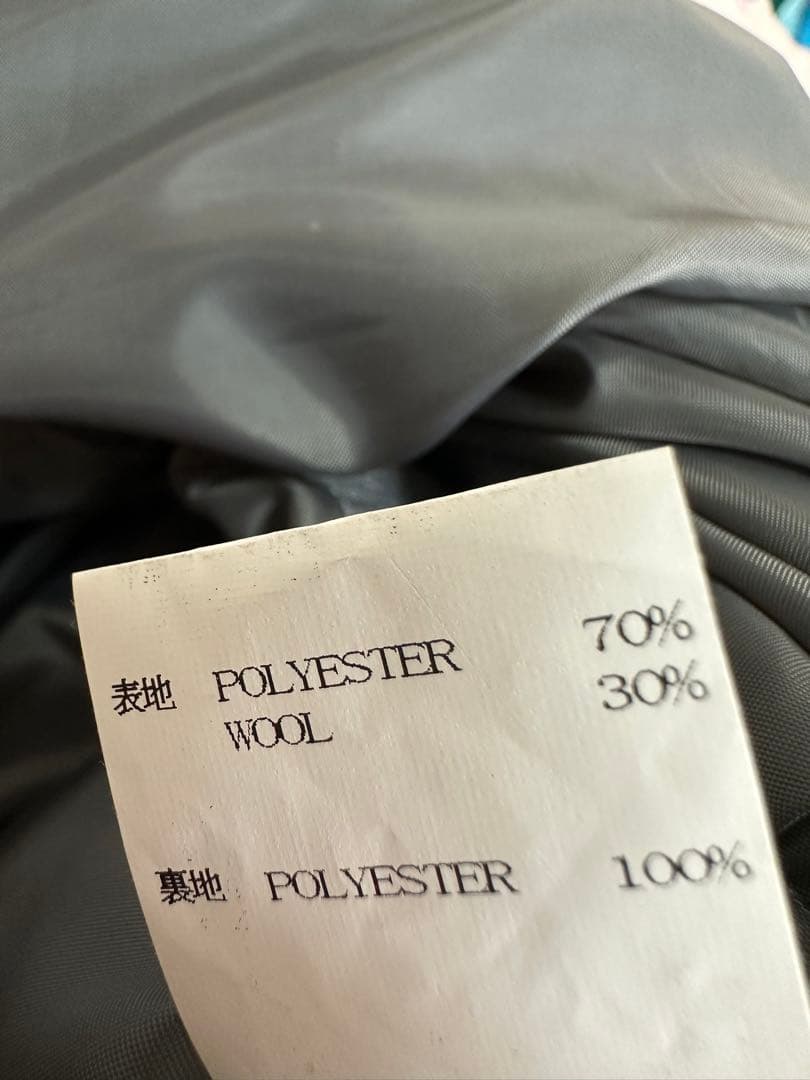 表地 POLYESTER 70%
WOOL 30%
裏地 POLYESTER 100%